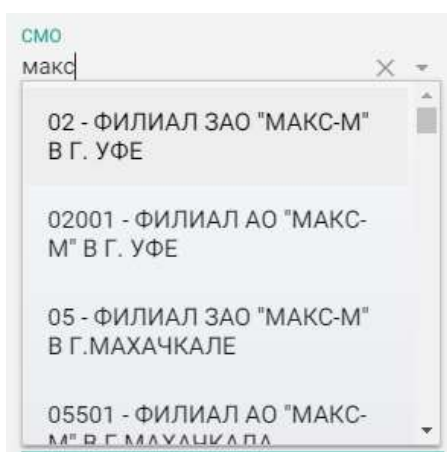 СМО
макс
02 - ФИЛИАЛ ЗАО "МАКС-М"
В Г. УФЕ
02001 - ФИЛИАЛ АО "МАКС-
М" В Г. УФЕ
05 - ФИЛИАЛ ЗАО "МАКС-М"
В Г.МАХАЧКАЛЕ
05501 - ФИЛИАЛ АО "МАКС-
М" В Г.МАХАЧКАЛА